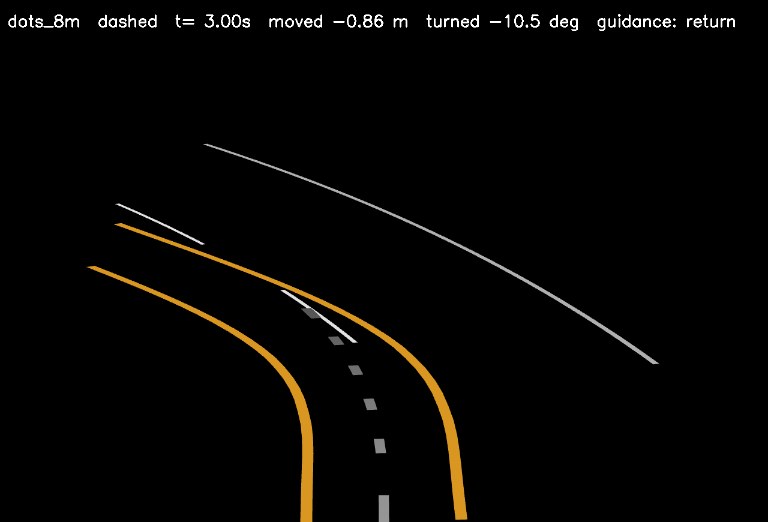 dots_8m dashed t= 3.00s moved −0.86 m turned −10.5 deg guidance: return